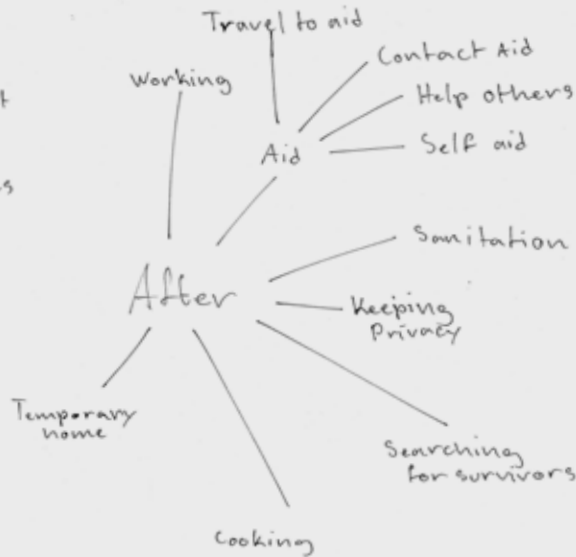 Travel to aid
Contact Aid
Working
Help others
Aid
Self aid
Sanitation
After
Keeping
Privacy
Temporary
home
Searching
for survivors
Cooking